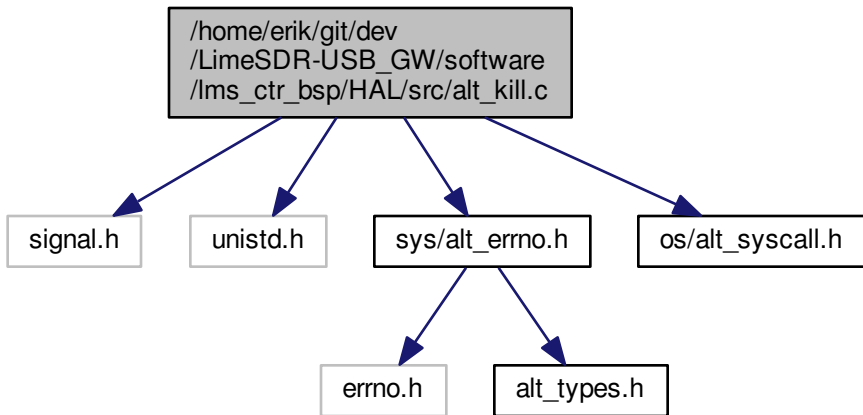 /home/erik/git/dev
/LimeSDR-USB_GW/software
/lms_ctr_bsp/HAL/src/alt_kill.c
signal.h
unistd.h
sys/alt_errno.h
os/alt_syscall.h
errno.h
alt_types.h